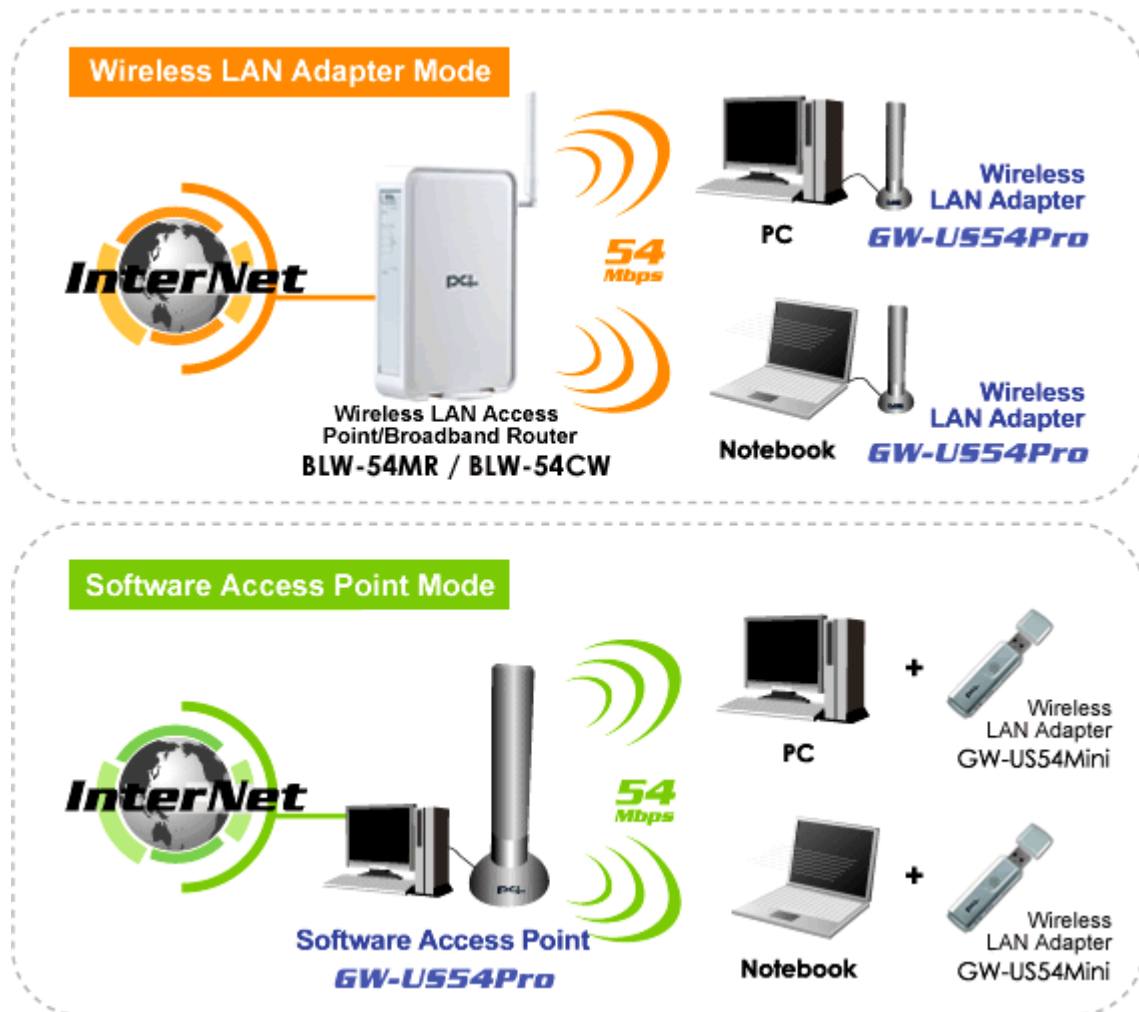 Wireless LAN Adapter Mode
InterNet
pci
Wireless LAN Access
Point/Broadband Router
BLW-54MR / BLW-54CW
54
Mbps
PC
Wireless
LAN Adapter
GW-US54Pro
Notebook
Wireless
LAN Adapter
GW-US54Pro
Software Access Point Mode
InterNet
pci
Software Access Point
GW-US54Pro
54
Mbps
PC
+
Wireless
LAN Adapter
GW-US54Mini
Notebook
+
Wireless
LAN Adapter
GW-US54Mini